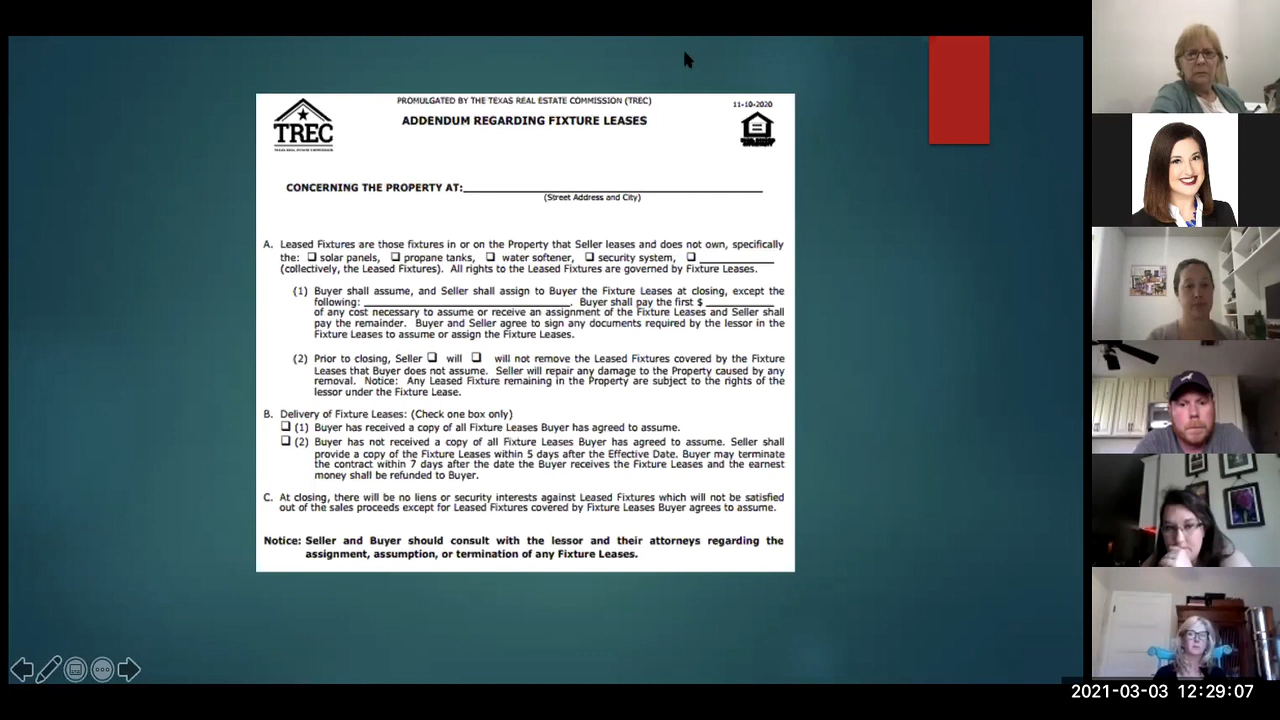 PROMULGATED BY THE TEXAS REAL ESTATE COMMISSION (TREC)
11-10-2020
TREC
TEXAS REAL ESTATE COMMISSION
ADDENDUM REGARDING FIXTURE LEASES
CONCERNING THE PROPERTY AT:
(Street Address and City)
A. Leased Fixtures are those fixtures in or on the Property that Seller leases and does not own, specifically
the: ❑ solar panels, ❑ propane tanks, ❑ water softener, ❑ security system, ❑ ____________
(collectively, the Leased Fixtures). All rights to the Leased Fixtures are governed by Fixture Leases.
(1) Buyer shall assume, and Seller shall assign to Buyer the Fixture Leases at closing, except the
following: ______________________________. Buyer shall pay the first $ ___________
of any cost necessary to assume or receive an assignment of the Fixture Leases and Seller shall
pay the remainder. Buyer and Seller agree to sign any documents required by the lessor in the
Fixture Leases to assume or assign the Fixture Leases.
(2) Prior to closing, Seller ❑ will ❑ will not remove the Leased Fixtures covered by the Fixture
Leases that Buyer does not assume. Seller will repair any damage to the Property caused by any
removal. Notice: Any Leased Fixture remaining in the Property are subject to the rights of the
lessor under the Fixture Lease.
B. Delivery of Fixture Leases: (Check one box only)
❑ (1) Buyer has received a copy of all Fixture Leases Buyer has agreed to assume.
❑ (2) Buyer has not received a copy of all Fixture Leases Buyer has agreed to assume. Seller shall
provide a copy of the Fixture Leases within 5 days after the Effective Date. Buyer may terminate
the contract within 7 days after the date the Buyer receives the Fixture Leases and the earnest
money shall be refunded to Buyer.
C. At closing, there will be no liens or security interests against Leased Fixtures which will not be satisfied
out of the sales proceeds except for Leased Fixtures covered by Fixture Leases Buyer agrees to assume.
Notice: Seller and Buyer should consult with the lessor and their attorneys regarding the
assignment, assumption, or termination of any Fixture Leases.
2021-03-03 12:29:07